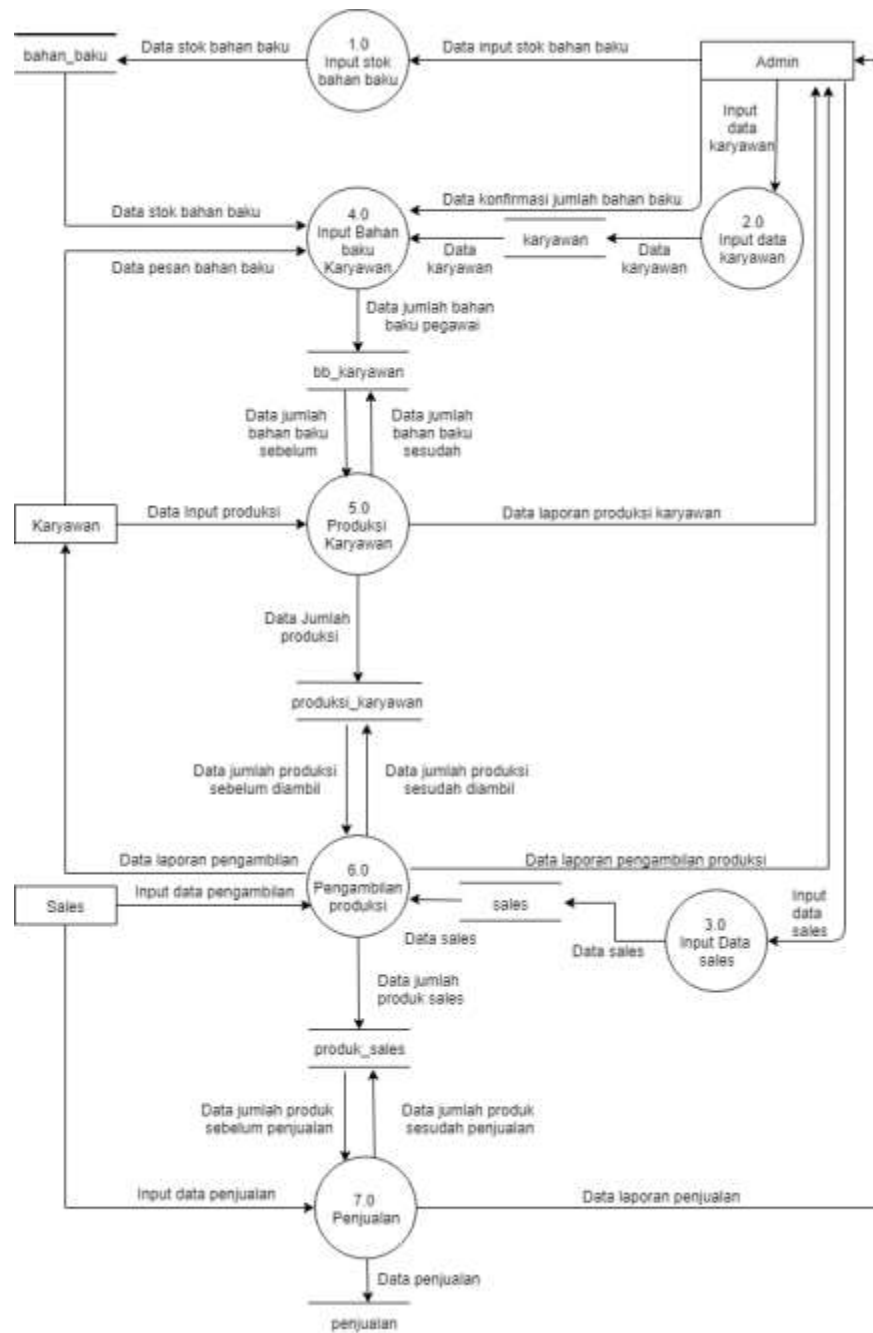 bahan_baku
Data stok bahan baku
1.0
Input stok
bahan baku
Data input stok bahan baku
Admin
Input
data
karyawan
Data stok bahan baku
Data pesan bahan baku
4.0
Input Bahan
baku
Karyawan
Data konfirmasi jumlah bahan baku
karyawan
Data
karyawan
Data
karyawan
2.0
Input data
karyawan
Data jumlah bahan
baku pegawai
bb_karyawan
Data jumlah
bahan baku
sebelum
Data jumlah
bahan baku
sesudah
Karyawan
Data Input produksi
5.0
Produksi
Karyawan
Data laporan produksi karyawan
Data Jumlah
produksi
produksi_karyawan
Data jumlah produksi
sebelum diambil
Data jumlah produksi
sesudah diambil
Data laporan pengambilan
6.0
Pengambilan
produksi
Data laporan pengambilan produksi
Sales
Input data pengambilan
sales
Data sales
Data sales
3.0
Input Data
sales
Input
data
sales
Data jumlah
produk sales
produk_sales
Data jumlah produk
sebelum penjualan
Data jumlah produk
sesudah penjualan
Input data penjualan
7.0
Penjualan
Data laporan penjualan
Data penjualan
penjualan